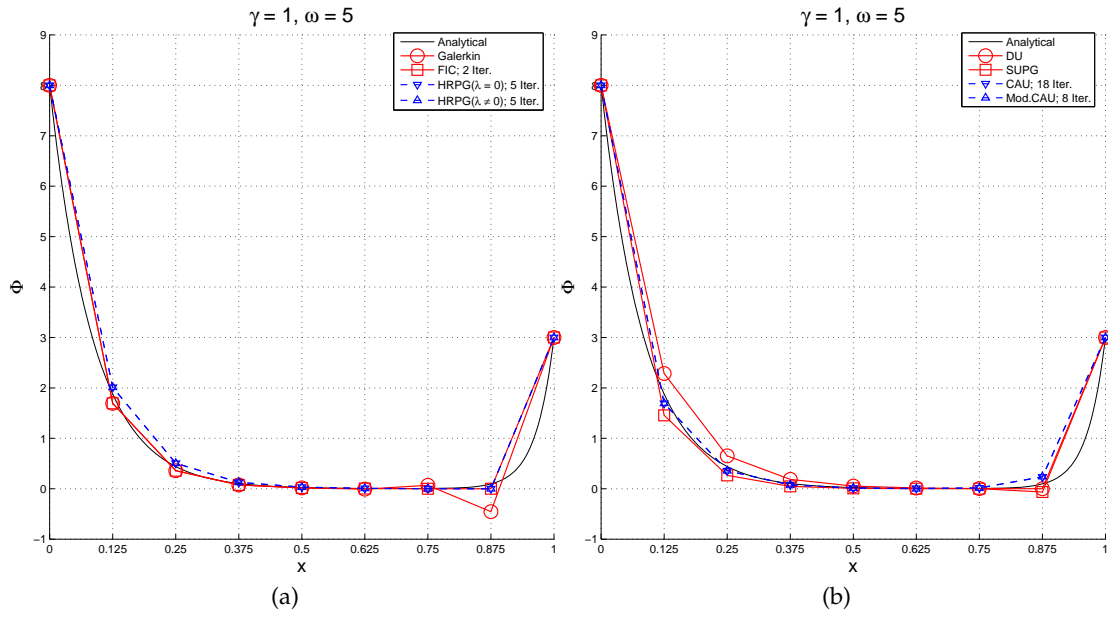 γ = 1, ω = 5
9
8
7
6
5
4
3
2
1
0
−1
Φ
Analytical
Galerkin
FIC; 2 Iter.
HRPG(λ = 0); 5 Iter.
HRPG(λ ≠ 0); 5 Iter.
0 0.125 0.25 0.375 0.5 0.625 0.75 0.875 1
x
(a)
γ = 1, ω = 5
9
8
7
6
5
4
3
2
1
0
−1
Φ
Analytical
DU
SUPG
CAU; 18 Iter.
Mod.CAU; 8 Iter.
0 0.125 0.25 0.375 0.5 0.625 0.75 0.875 1
x
(b)